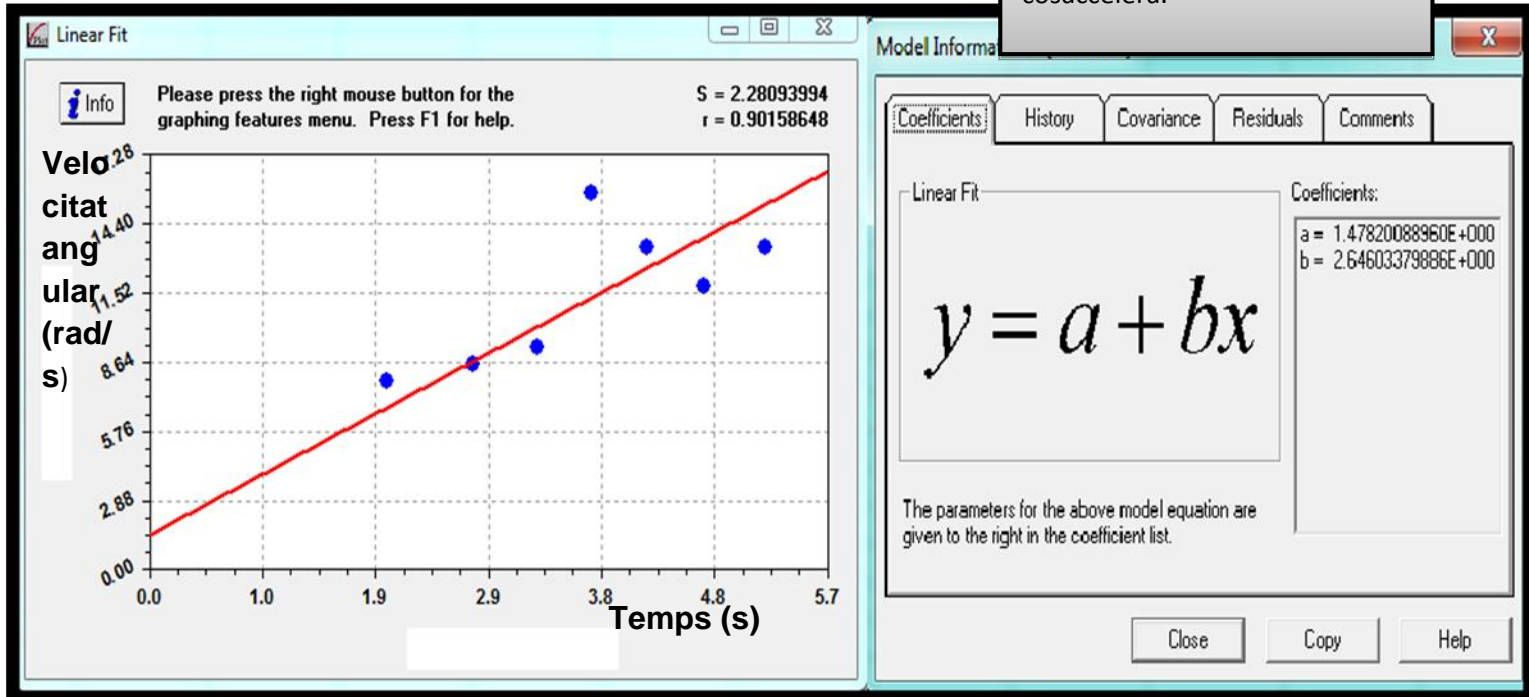 Linear Fit
Info
Please press the right mouse button for the
graphing features menu. Press F1 for help.
S = 2.28093994
r = 0.90158648
Velo
citat
ang
ular
(rad/
s)
14.40
11.52
8.64
5.76
2.88
0.00
0.0 1.0 1.9 2.9 3.8 4.8 5.7
Temps (s)
Model Informa
X
Coefficients History Covariance Residuals Comments
Linear Fit
y = a + bx
Coefficients:
a = 1.47820088960E+000
b = 2.64603379886E+000
The parameters for the above model equation are
given to the right in the coefficient list.
Close Copy Help